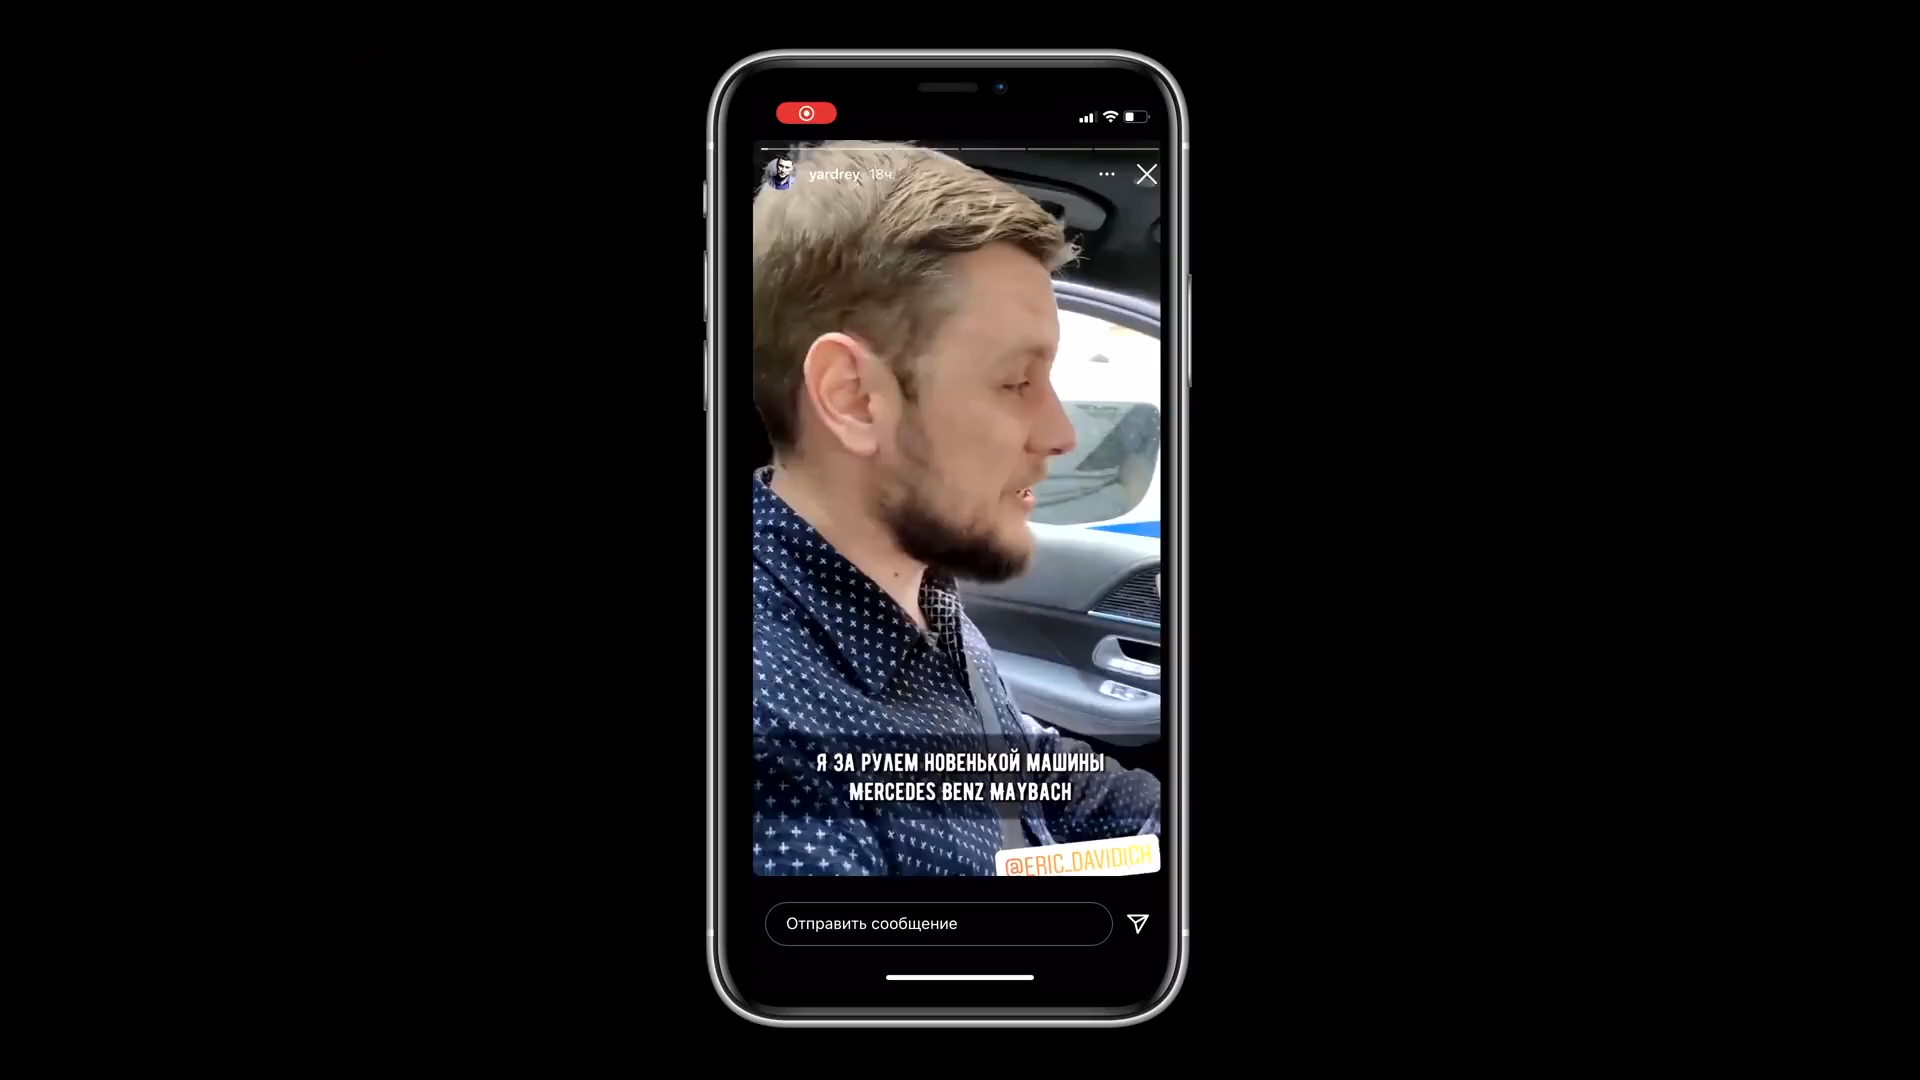 yardrey 18ч.
Я ЗА РУЛЕМ НОВЕНЬКОЙ МАШИНЫ
MERCEDES BENZ MAYBACH
@ERIC_DAVIDICH
Отправить сообщение